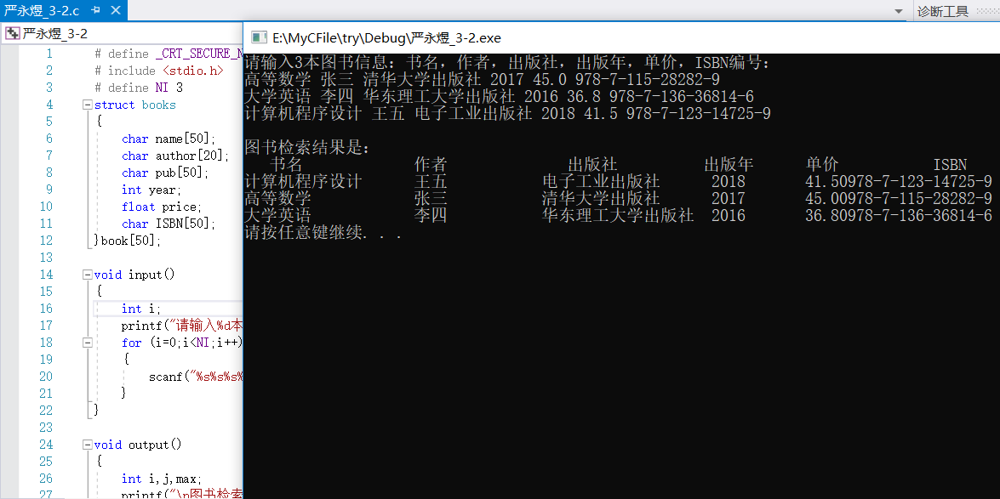 严永煜_3-2.c
诊断工具
严永煜_3-2
E:\MyCFile\try\Debug\严永煜_3-2.exe
1 # define _CRT_SECURE_N
2 # include <stdio.h>
3 # define NI 3
4 struct books
5 {
6 char name[50];
7 char author[20];
8 char pub[50];
9 int year;
10 float price;
11 char ISBN[50];
12 }book[50];
13
14 void input()
15 {
16 int i;
17 printf("请输入%d本
18 for (i=0;i<NI;i++)
19 {
20 scanf("%s%s%s%
21 }
22 }
23
24 void output()
25 {
26 int i,j,max;
27 printf("\n图书检索
请输入3本图书信息：书名，作者，出版社，出版年，单价，ISBN编号：
高等数学 张三 清华大学出版社 2017 45.0 978-7-115-28282-9
大学英语 李四 华东理工大学出版社 2016 36.8 978-7-136-36814-6
计算机程序设计 王五 电子工业出版社 2018 41.5 978-7-123-14725-9
图书检索结果是：
书名 作者 出版社 出版年 单价 ISBN
计算机程序设计 王五 电子工业出版社 2018 41.50978-7-123-14725-9
高等数学 张三 清华大学出版社 2017 45.00978-7-115-28282-9
大学英语 李四 华东理工大学出版社 2016 36.80978-7-136-36814-6
请按任意键继续. . .